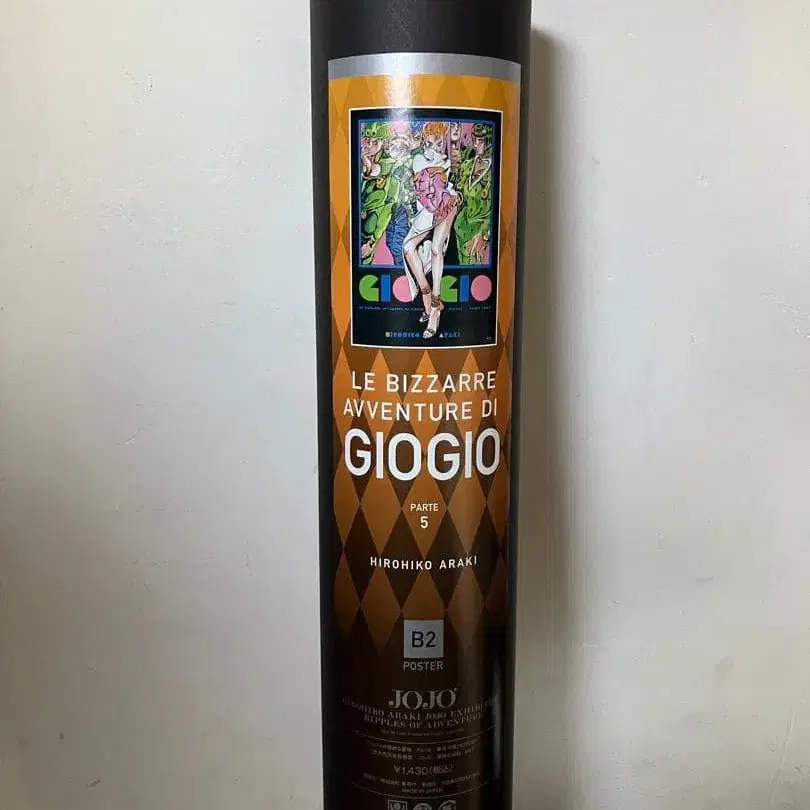 GIOGIO
HIROHIKO ARAKI
LE BIZZARRE
AVVENTURE DI
GIOGIO
PARTE
5
HIROHIKO ARAKI
B2
POSTER
JOJO
HIROHIKO ARAKI JOJO EXHIBITION
RIPPLES OF ADVENTURE
¥1,430(税込)
MADE IN JAPAN